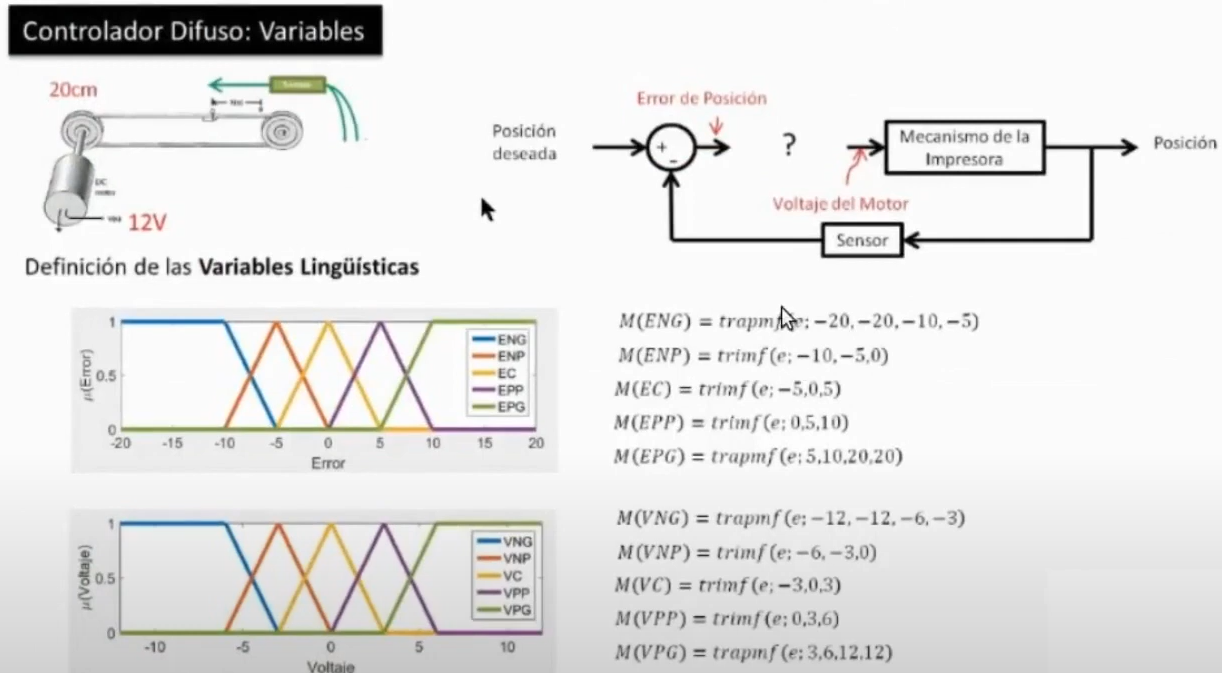 Controlador Difuso: Variables
20cm
DC
12V
Error de Posición
Posición
deseada
+
-
?
Mecanismo de la
Impresora
Posición
Voltaje del Motor
Sensor
Definición de las Variables Lingüísticas
μ(Error)
1
0.5
0
-20 -15 -10 -5 0 5 10 15 20
Error
ENG
ENP
EC
EPP
EPG
M(ENG) = trapmf(e; −20, −20, −10, −5)
M(ENP) = trimf(e; −10, −5,0)
M(EC) = trimf(e; −5,0,5)
M(EPP) = trimf(e; 0,5,10)
M(EPG) = trapmf(e; 5,10,20,20)
μ(Voltaje)
1
0.5
0
-10 -5 0 5 10
Voltaje
VNG
VNP
VC
VPP
VPG
M(VNG) = trapmf(e; −12, −12, −6, −3)
M(VNP) = trimf(e; −6, −3,0)
M(VC) = trimf(e; −3,0,3)
M(VPP) = trimf(e; 0,3,6)
M(VPG) = trapmf(e; 3,6,12,12)